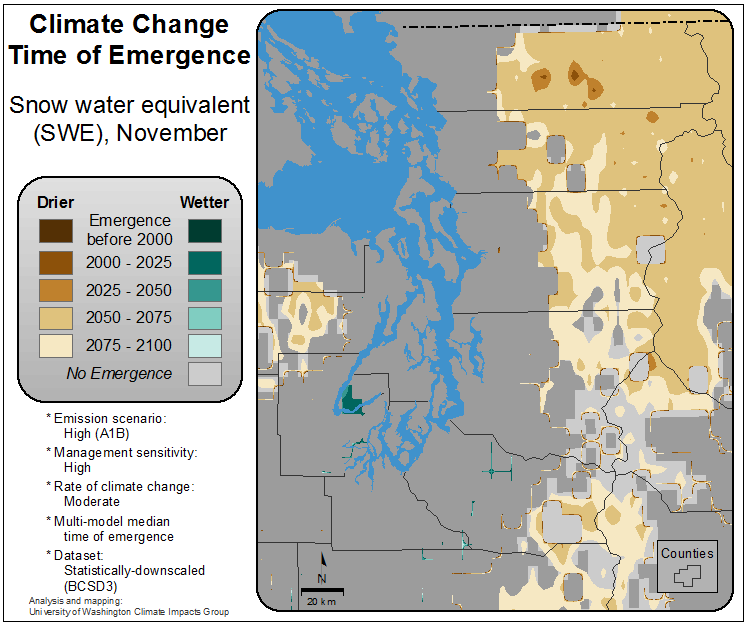 Climate Change
Time of Emergence
Snow water equivalent
(SWE), November
Drier Wetter
Emergence
before 2000
2000 - 2025
2025 - 2050
2050 - 2075
2075 - 2100
No Emergence
* Emission scenario:
High (A1B)
* Management sensitivity:
High
* Rate of climate change:
Moderate
* Multi-model median
time of emergence
* Dataset:
Statistically-downscaled
(BCSD3)
Analysis and mapping:
University of Washington Climate Impacts Group
N
20 km
Counties